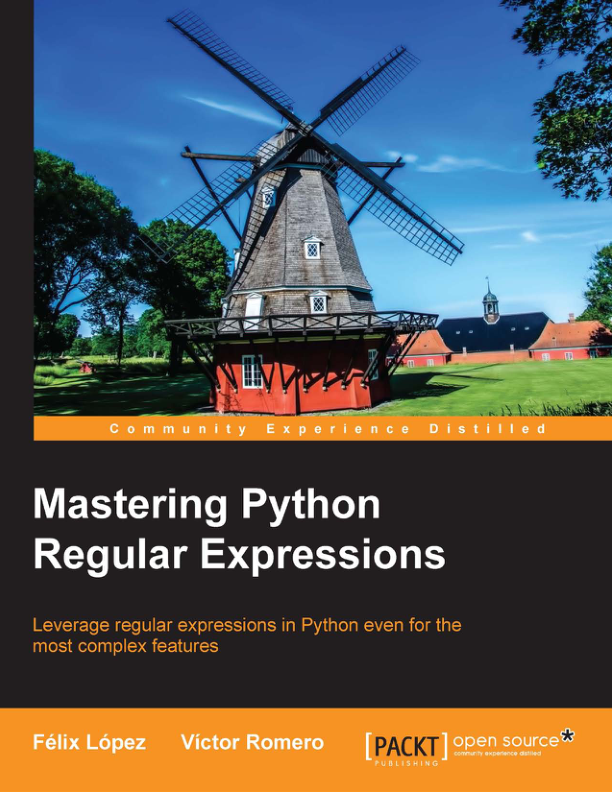 Community Experience Distilled
Mastering Python
Regular Expressions
Leverage regular expressions in Python even for the
most complex features
Félix López Víctor Romero
[PACKT] open source*
PUBLISHING community experience distilled